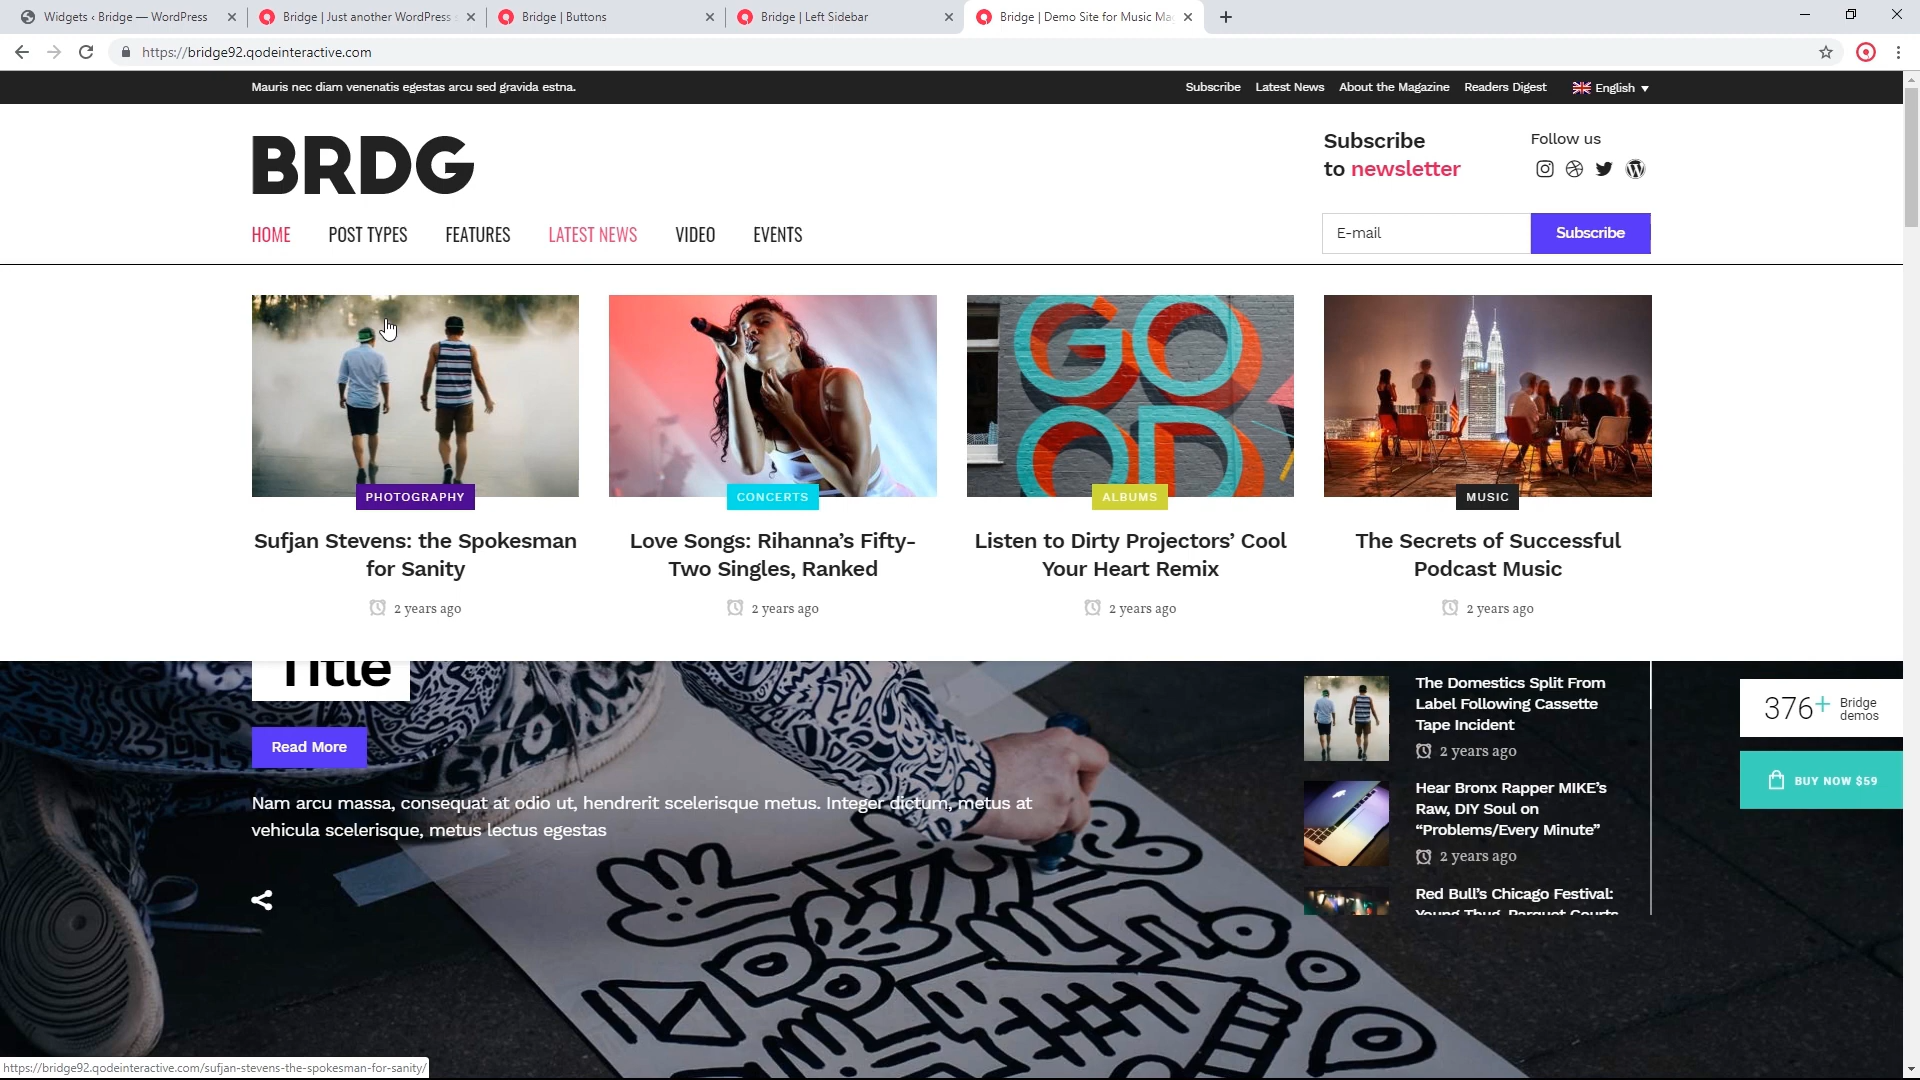 Widgets ‹ Bridge — WordPress
Bridge | Just another WordPress s
Bridge | Buttons
Bridge | Left Sidebar
Bridge | Demo Site for Music Ma
https://bridge92.qodeinteractive.com
Mauris nec diam venenatis egestas arcu sed gravida estna.
Subscribe Latest News About the Magazine Readers Digest English
BRDG
Subscribe
to newsletter
Follow us
HOME POST TYPES FEATURES LATEST NEWS VIDEO EVENTS
E-mail
Subscribe
GOOD
PHOTOGRAPHY
Sufjan Stevens: the Spokesman
for Sanity
2 years ago
CONCERTS
Love Songs: Rihanna’s Fifty-
Two Singles, Ranked
2 years ago
ALBUMS
Listen to Dirty Projectors’ Cool
Your Heart Remix
2 years ago
MUSIC
The Secrets of Successful
Podcast Music
2 years ago
Title
Read More
Nam arcu massa, consequat at odio ut, hendrerit scelerisque metus. Integer dictum, metus at
vehicula scelerisque, metus lectus egestas
The Domestics Split From
Label Following Cassette
Tape Incident
2 years ago
Hear Bronx Rapper MIKE’s
Raw, DIY Soul on
“Problems/Every Minute”
2 years ago
Red Bull’s Chicago Festival:
Young Thug, Parquet Courts
376+ Bridge
demos
BUY NOW $59
https://bridge92.qodeinteractive.com/sufjan-stevens-the-spokesman-for-sanity/